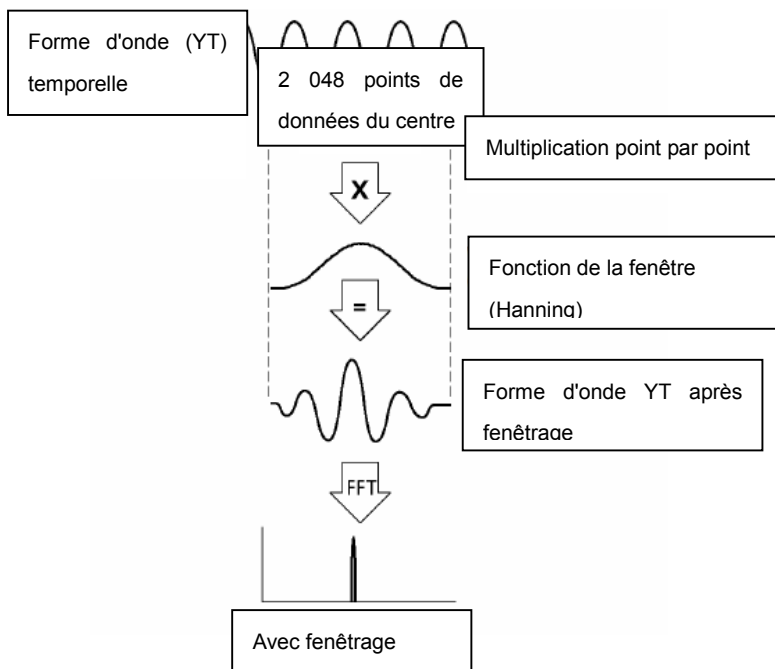 Forme d'onde (YT)
temporelle
2 048 points de
données du centre
Multiplication point par point
X
Fonction de la fenêtre
(Hanning)
=
Forme d'onde YT après
fenêtrage
FFT
Avec fenêtrage